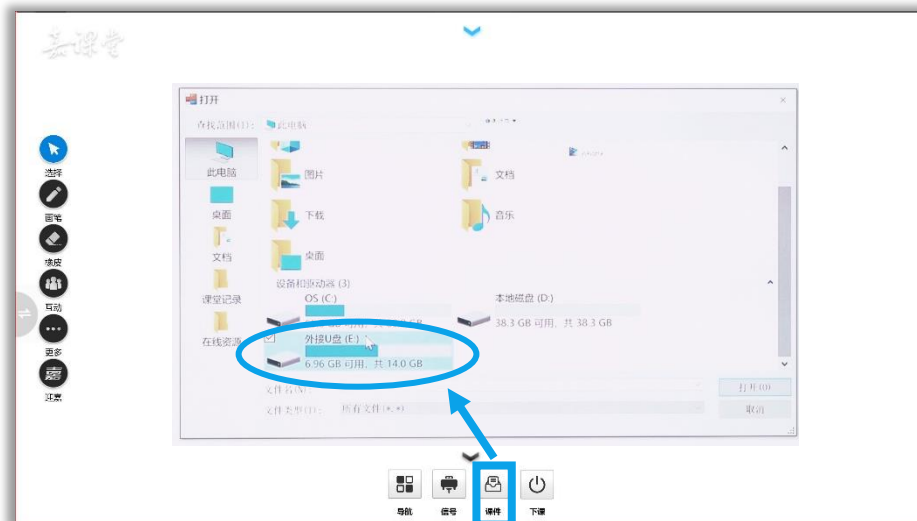 嘉课堂
打开
查找范围(I):
此电脑
选择
此电脑
图片
文档
画笔
桌面
下载
音乐
橡皮
文档
桌面
设备和驱动器 (3)
互动
课堂记录
OS (C:)
本地磁盘 (D:)
38.3 GB 可用, 共 38.3 GB
更多
在线资源
外接U盘 (E:)
6.96 GB 可用, 共 14.0 GB
文件名(N):
打开(O)
文件类型(T):
所有文件(*.*)
取消
导航
信号
课件
下课